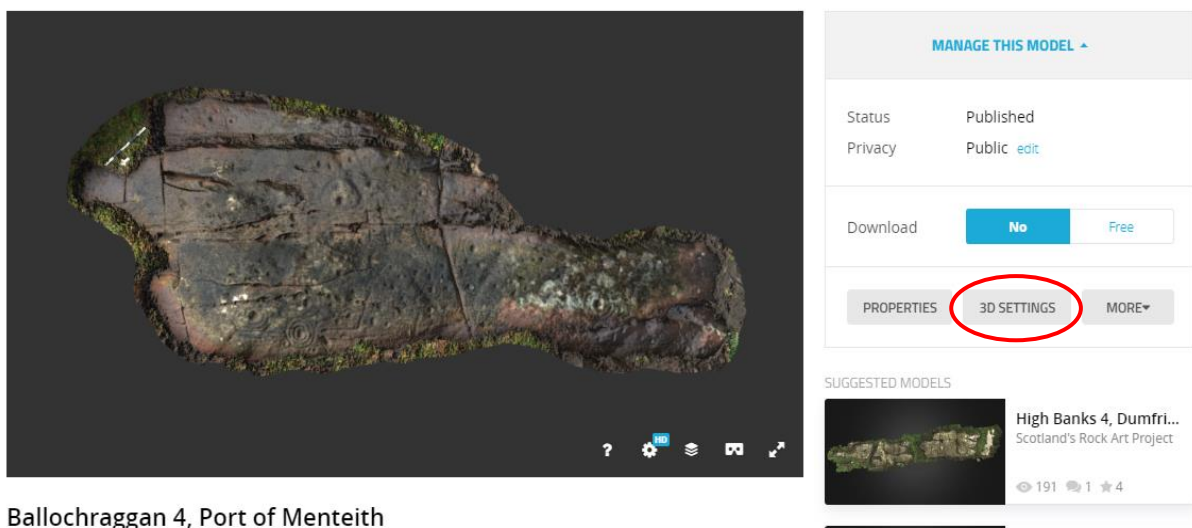 MANAGE THIS MODEL
Status Published
Privacy Public edit
Download No Free
PROPERTIES 3D SETTINGS MORE
SUGGESTED MODELS
High Banks 4, Dumfri...
Scotland's Rock Art Project
191 1 4
? HD
Ballochraggan 4, Port of Menteith